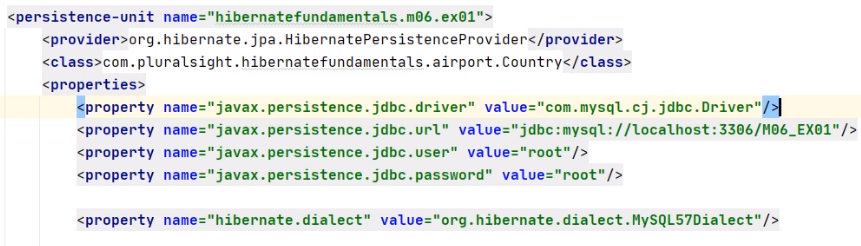 <persistence-unit name="hibernatefundamentals.m06.ex01">
<provider>org.hibernate.jpa.HibernatePersistenceProvider</provider>
<class>com.pluralsight.hibernatefundamentals.airport.Country</class>
<properties>
<property name="javax.persistence.jdbc.driver" value="com.mysql.cj.jdbc.Driver"/>
<property name="javax.persistence.jdbc.url" value="jdbc:mysql://localhost:3306/M06_EX01"/>
<property name="javax.persistence.jdbc.user" value="root"/>
<property name="javax.persistence.jdbc.password" value="root"/>
<property name="hibernate.dialect" value="org.hibernate.dialect.MySQL57Dialect"/>